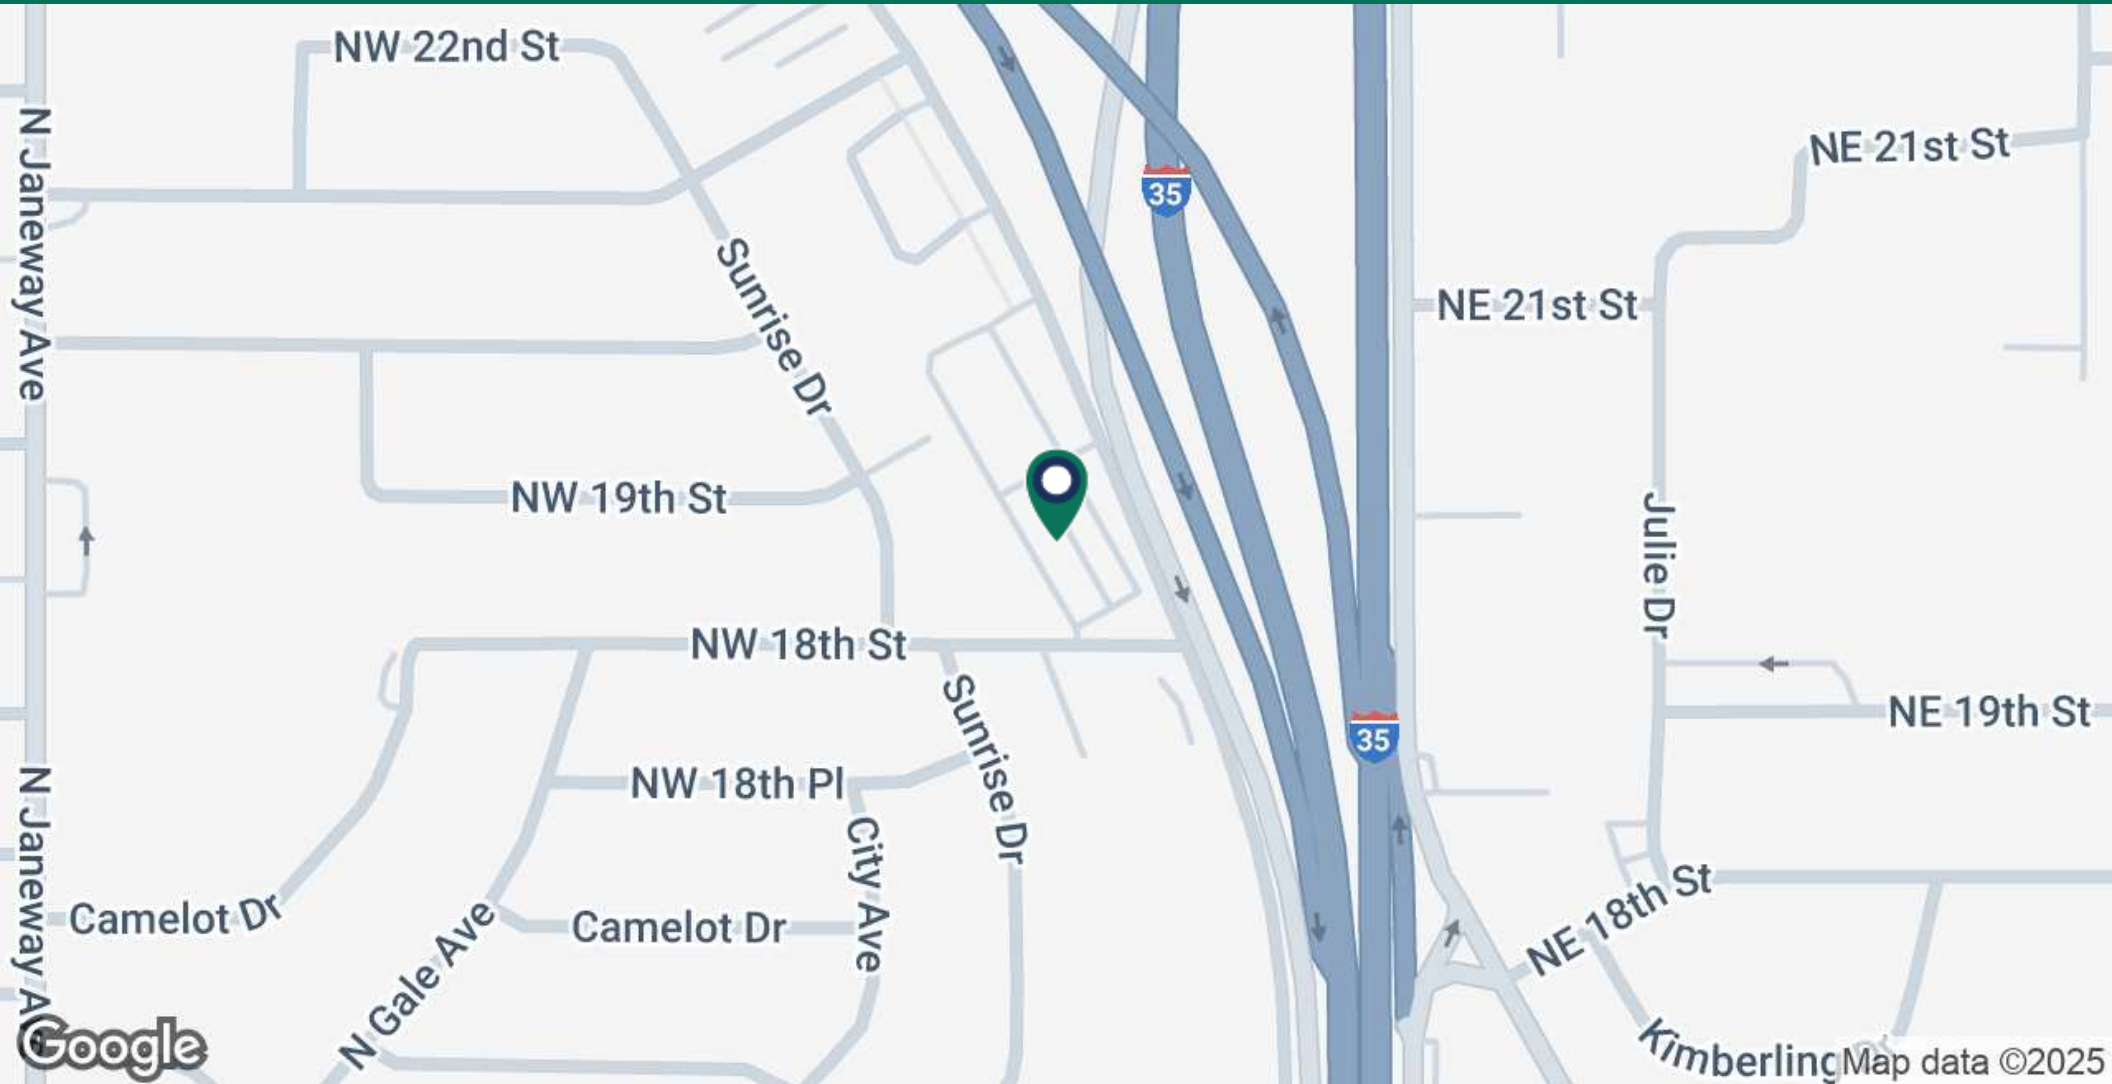 NW 22nd St
N Janeway Ave
NE 21st St
35
Sunrise Dr
NE 21st St
NW 19th St
Julie Dr
NW 18th St
Sunrise Dr
NE 19th St
35
NW 18th Pl
N Janeway Av
City Ave
Camelot Dr
Camelot Dr
NE 18th St
N Gale Ave
Kimberling Dr
Google
Map data ©2025